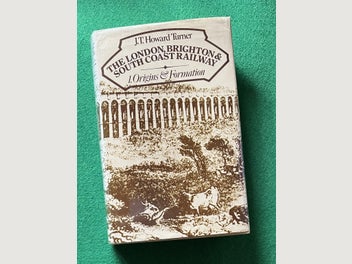 J.T. Howard Turner
THE LONDON, BRIGHTON &
SOUTH COAST RAILWAY
1. Origins & Formation